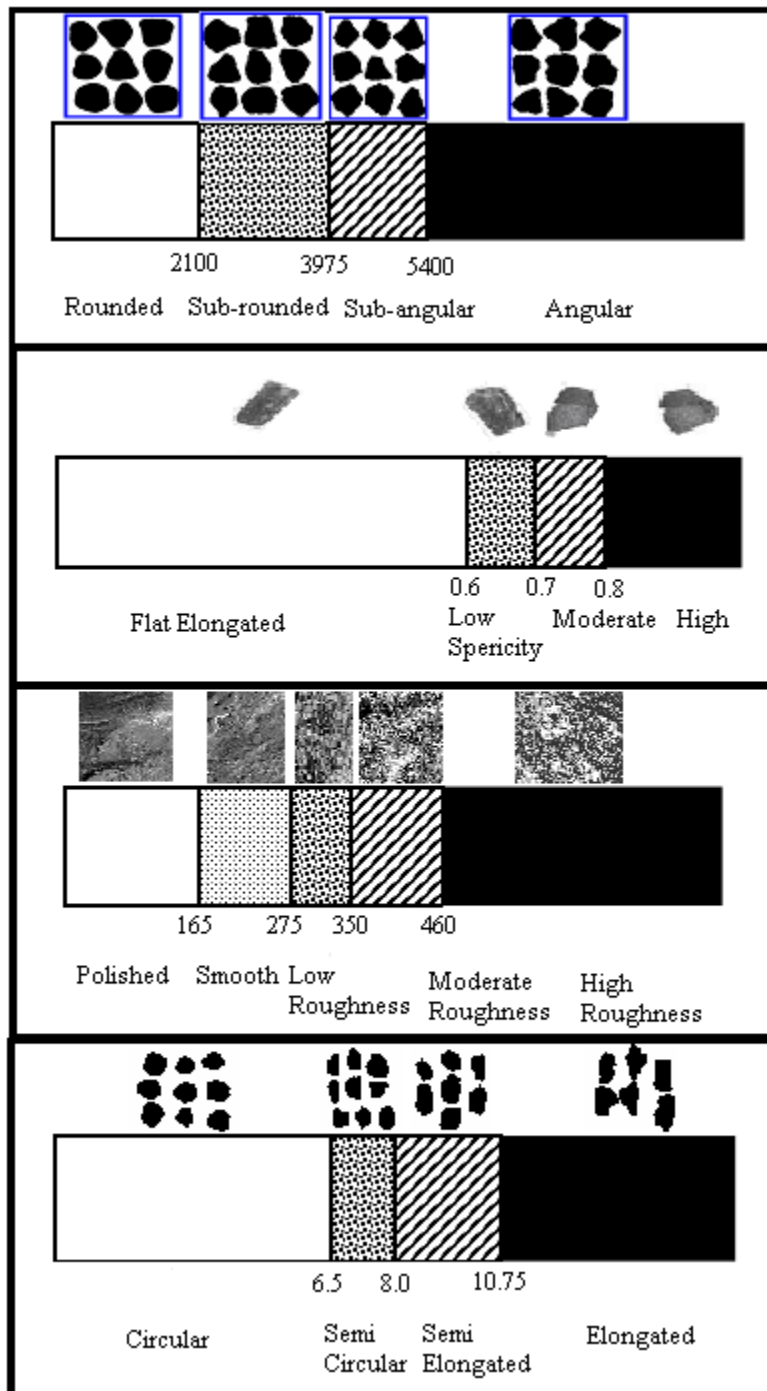 2100 3975 5400
Rounded Sub-rounded Sub-angular Angular
0.6 0.7 0.8
Flat Elongated Low Spericity Moderate High
165 275 350 460
Polished Smooth Low Roughness Moderate Roughness High Roughness
6.5 8.0 10.75
Circular Semi Circular Semi Elongated Elongated